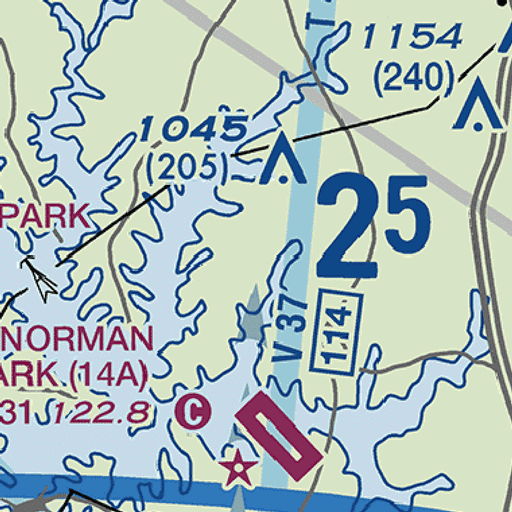 T
1154
(240)
1045
(205)
PARK
25
V 37
114
NORMAN
ARK (14A)
31 122.8 C